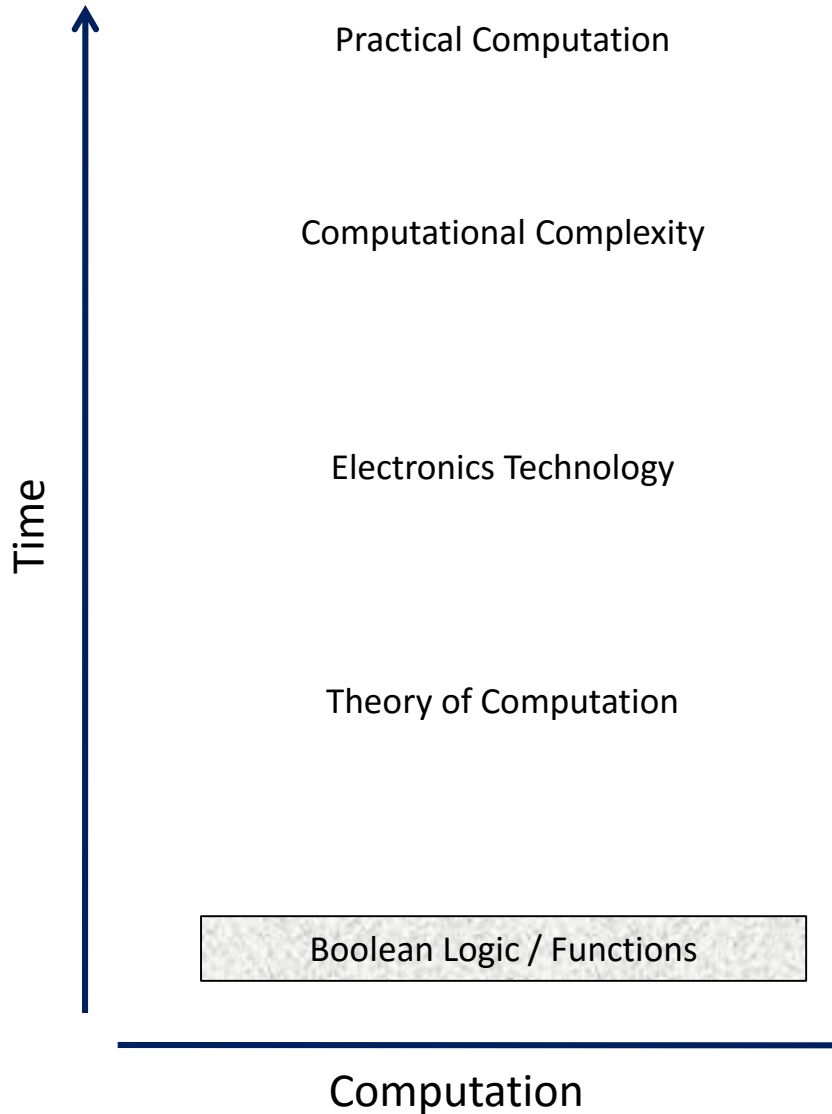 Practical Computation
Computational Complexity
Electronics Technology
Time
Theory of Computation
Boolean Logic / Functions
Computation